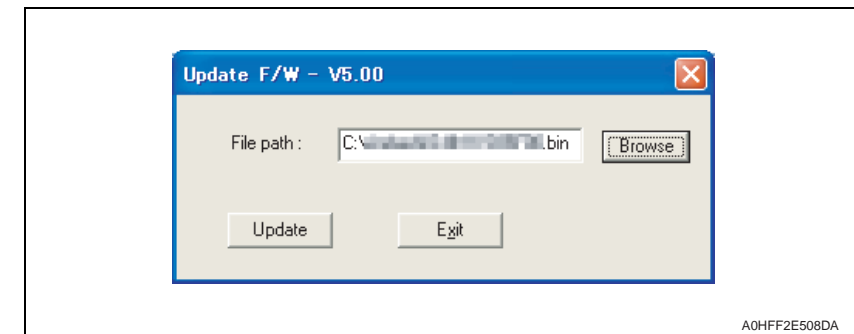 Update F/W - V5.00
File path : C:\ .bin Browse
Update Exit
A0HFF2E508DA